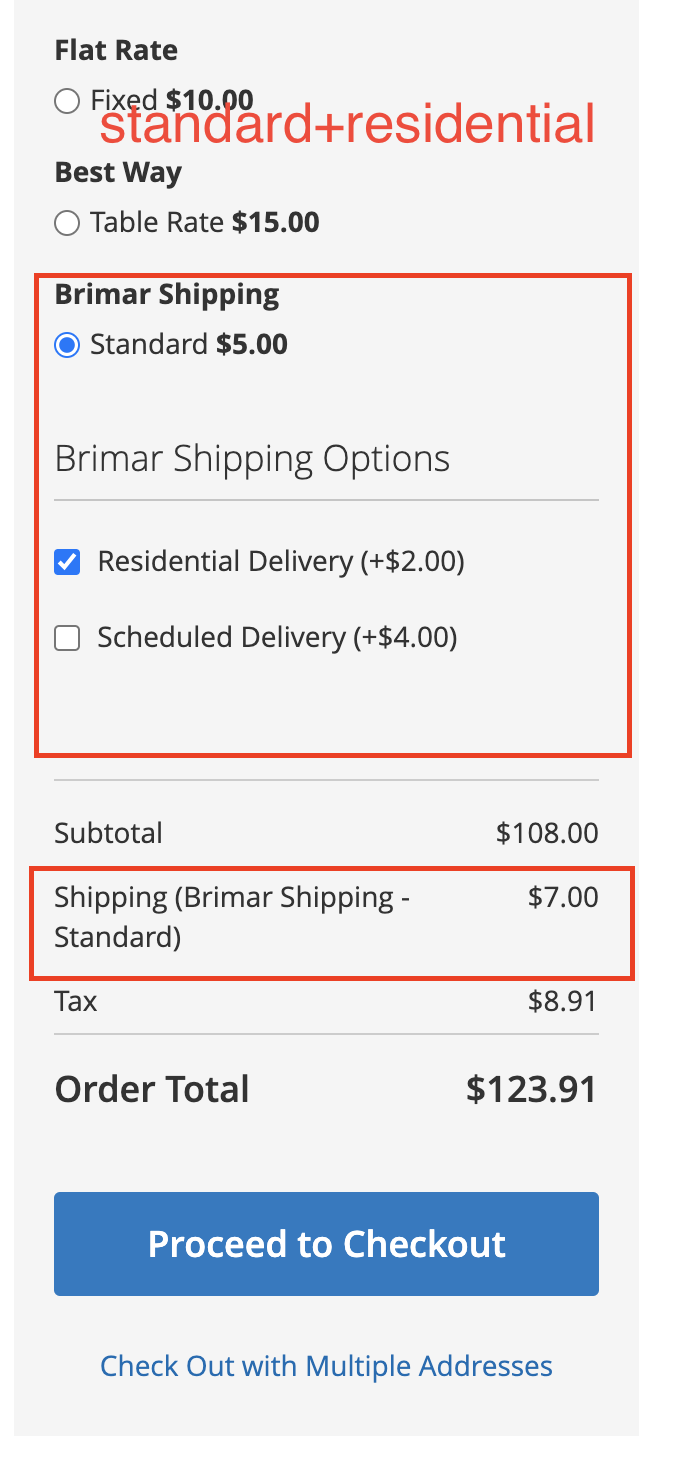 Flat Rate
Fixed $10.00
standard+residential
Best Way
Table Rate $15.00
Brimar Shipping
Standard $5.00
Brimar Shipping Options
Residential Delivery (+$2.00)
Scheduled Delivery (+$4.00)
Subtotal $108.00
Shipping (Brimar Shipping - $7.00
Standard)
Tax $8.91
Order Total $123.91
Proceed to Checkout
Check Out with Multiple Addresses